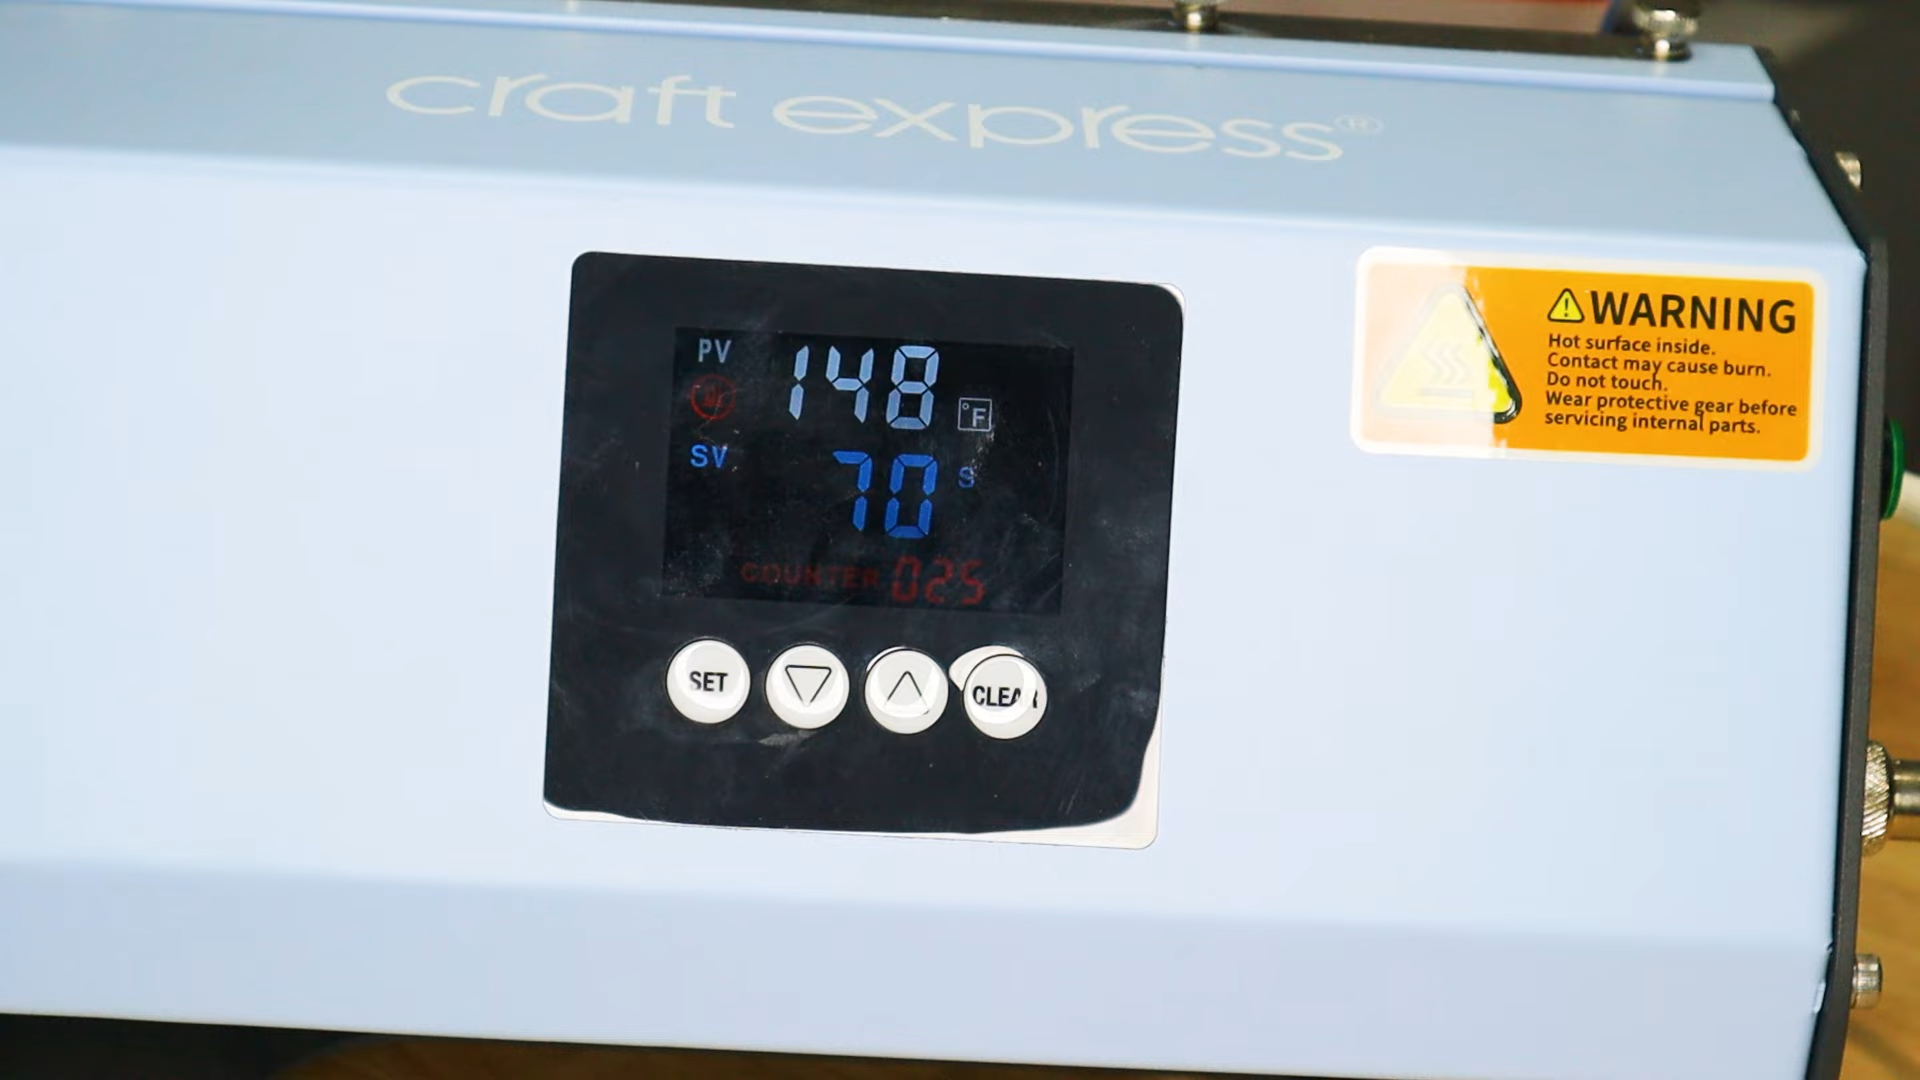 craft express®
PV 148 °F
SV 70 S
COUNTER 025
SET CLEAR
WARNING
Hot surface inside.
Contact may cause burn.
Do not touch.
Wear protective gear before
servicing internal parts.